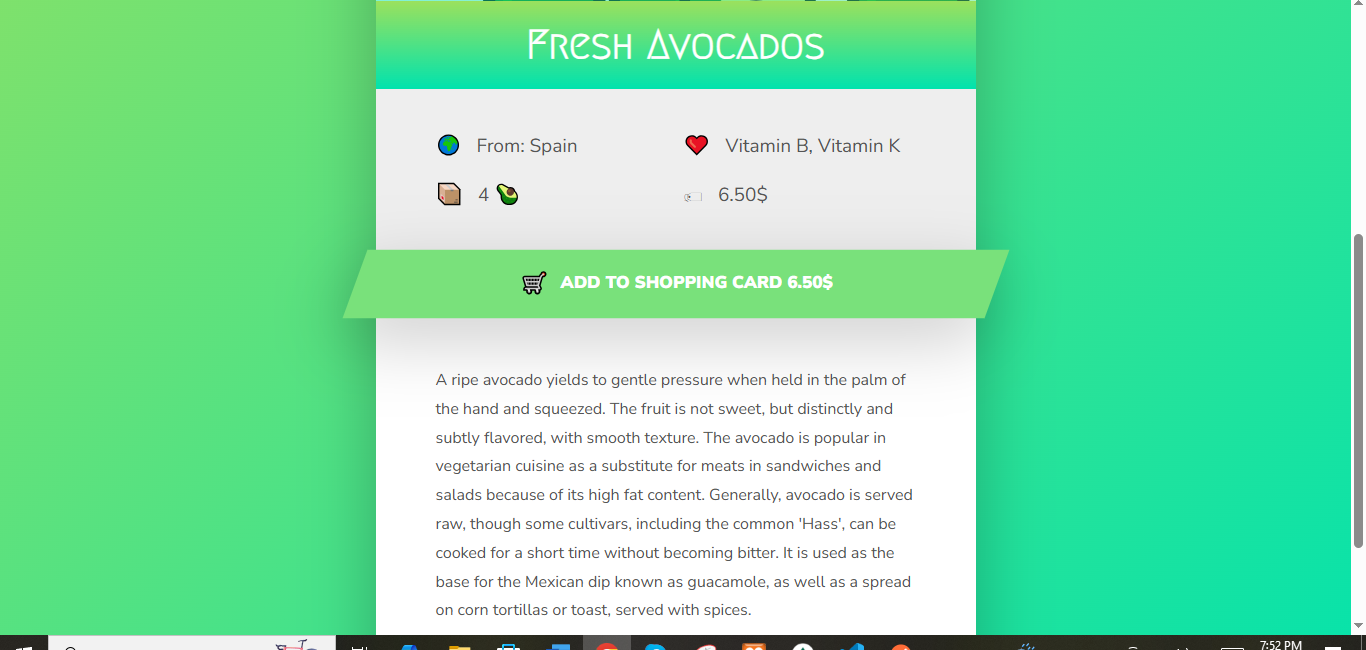 Fresh Avocados
From: Spain
Vitamin B, Vitamin K
4
6.50$
ADD TO SHOPPING CARD 6.50$
A ripe avocado yields to gentle pressure when held in the palm of
the hand and squeezed. The fruit is not sweet, but distinctly and
subtly flavored, with smooth texture. The avocado is popular in
vegetarian cuisine as a substitute for meats in sandwiches and
salads because of its high fat content. Generally, avocado is served
raw, though some cultivars, including the common 'Hass', can be
cooked for a short time without becoming bitter. It is used as the
base for the Mexican dip known as guacamole, as well as a spread
on corn tortillas or toast, served with spices.
7:52 PM